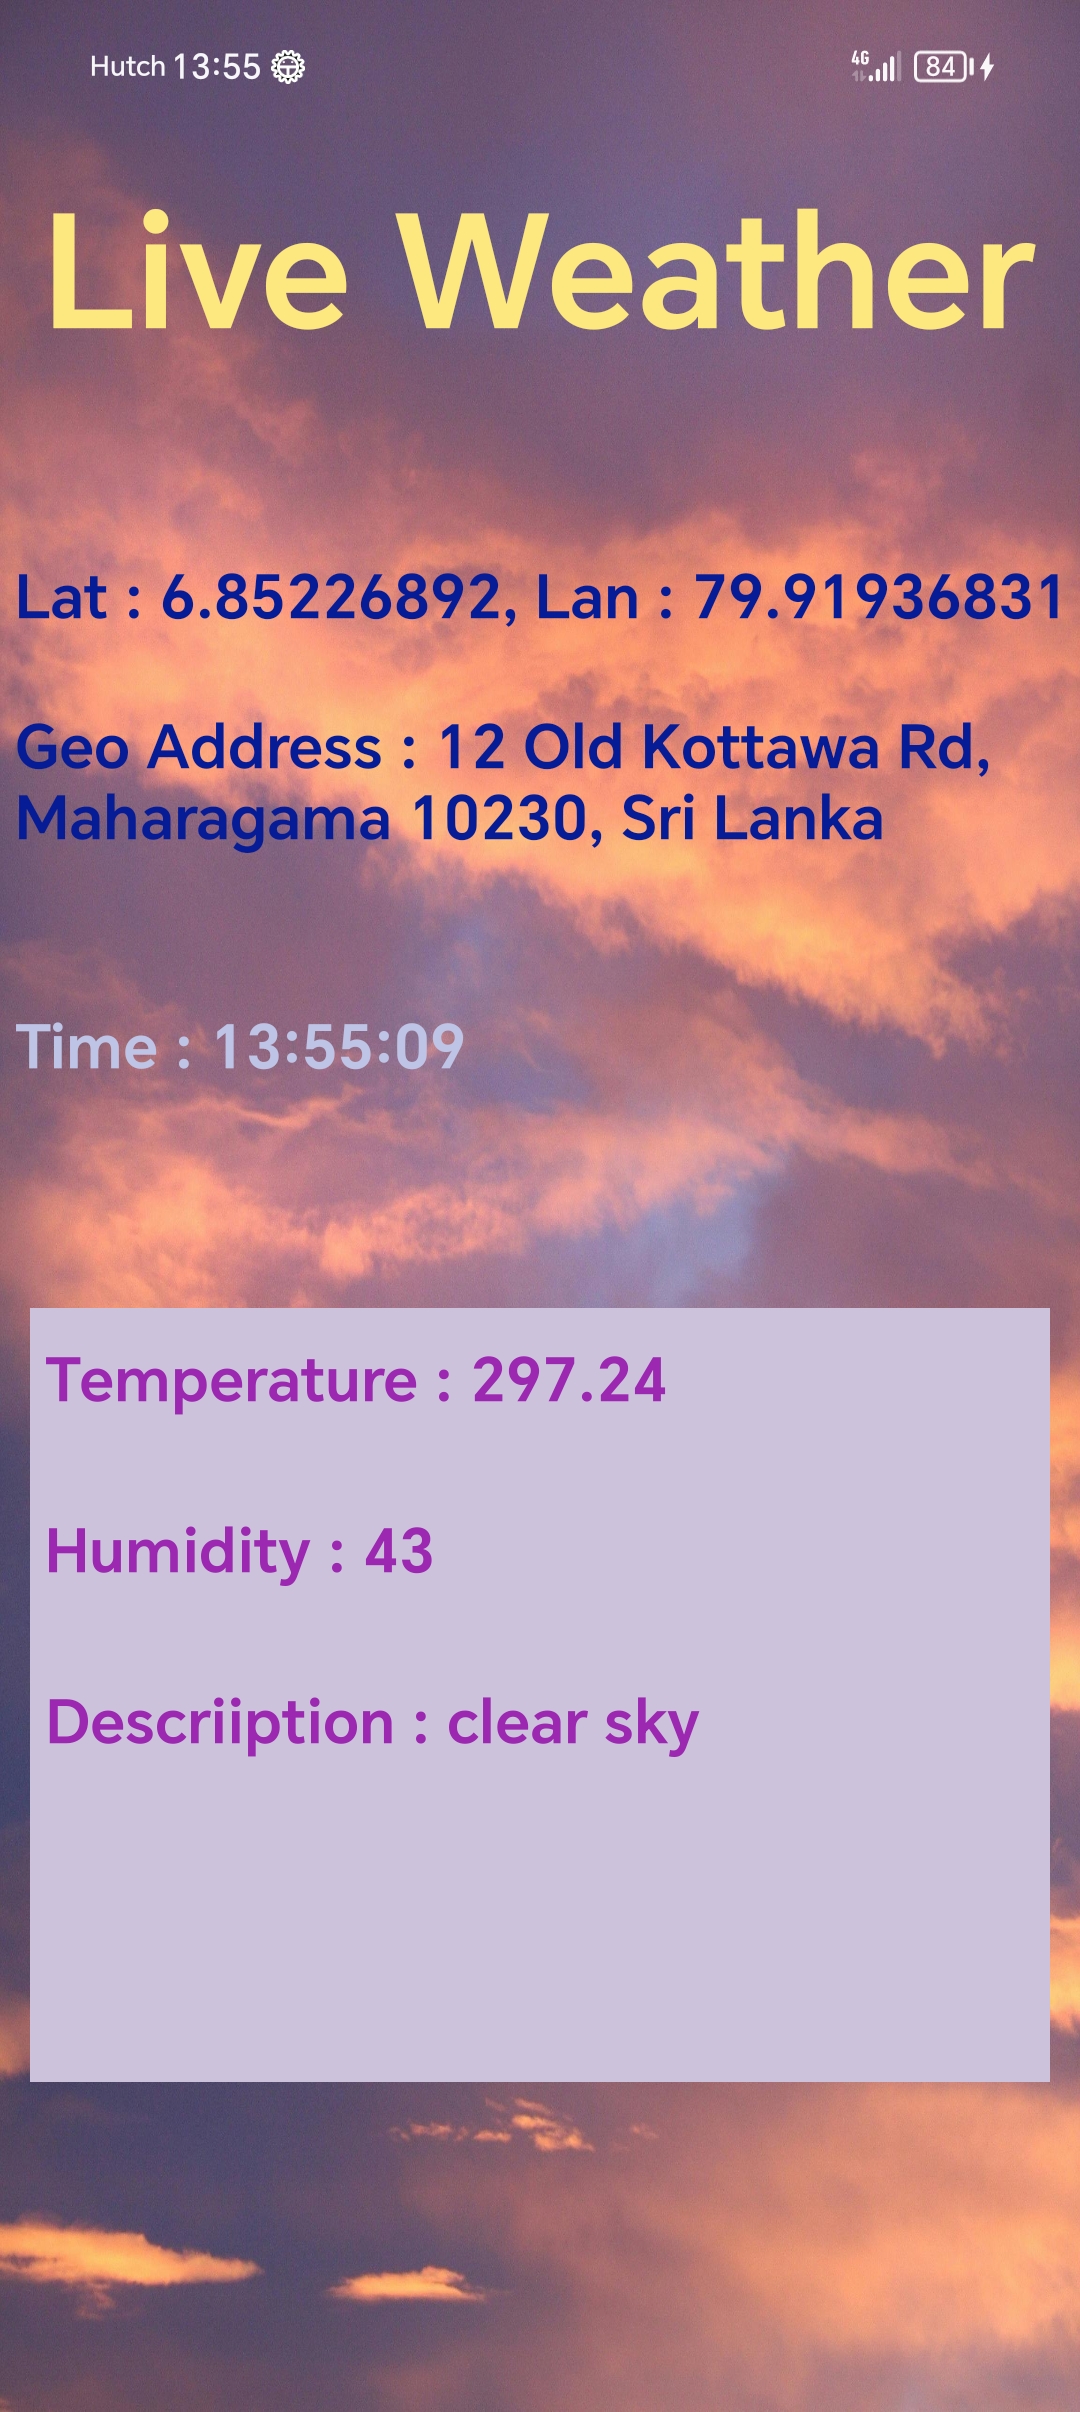 Hutch 13:55 4G 84
Live Weather
Lat : 6.85226892, Lan : 79.91936831
Geo Address : 12 Old Kottawa Rd,
Maharagama 10230, Sri Lanka
Time : 13:55:09
Temperature : 297.24
Humidity : 43
Descriiption : clear sky